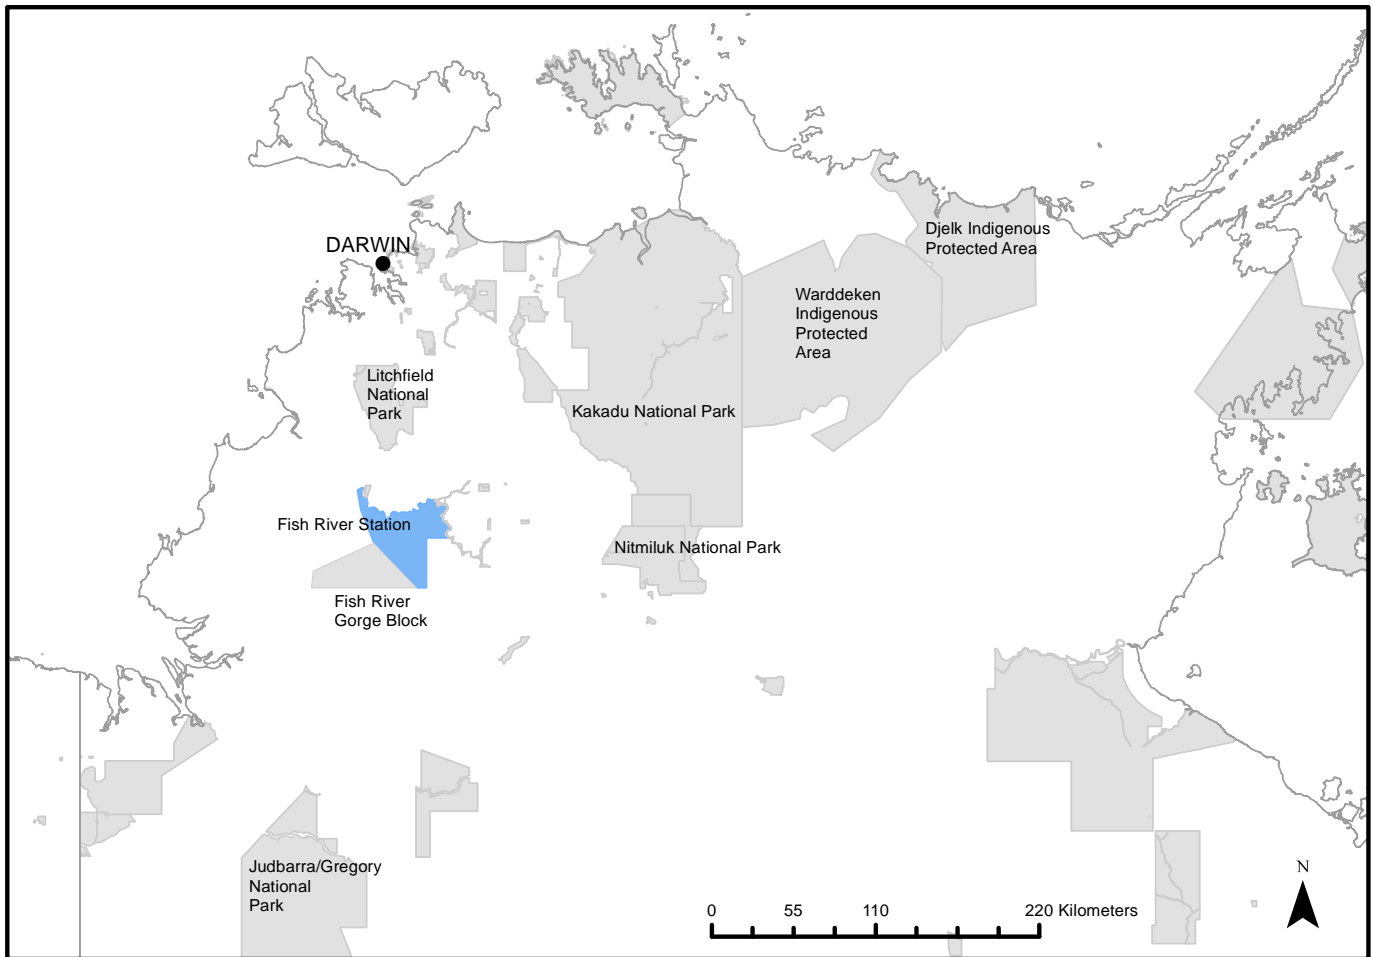 DARWIN
Djelk Indigenous
Protected Area
Warddeken
Indigenous
Protected
Area
Litchfield
National
Park
Kakadu National Park
Fish River Station
Nitmiluk National Park
Fish River
Gorge Block
Judbarra/Gregory
National
Park
N
0 55 110 220 Kilometers